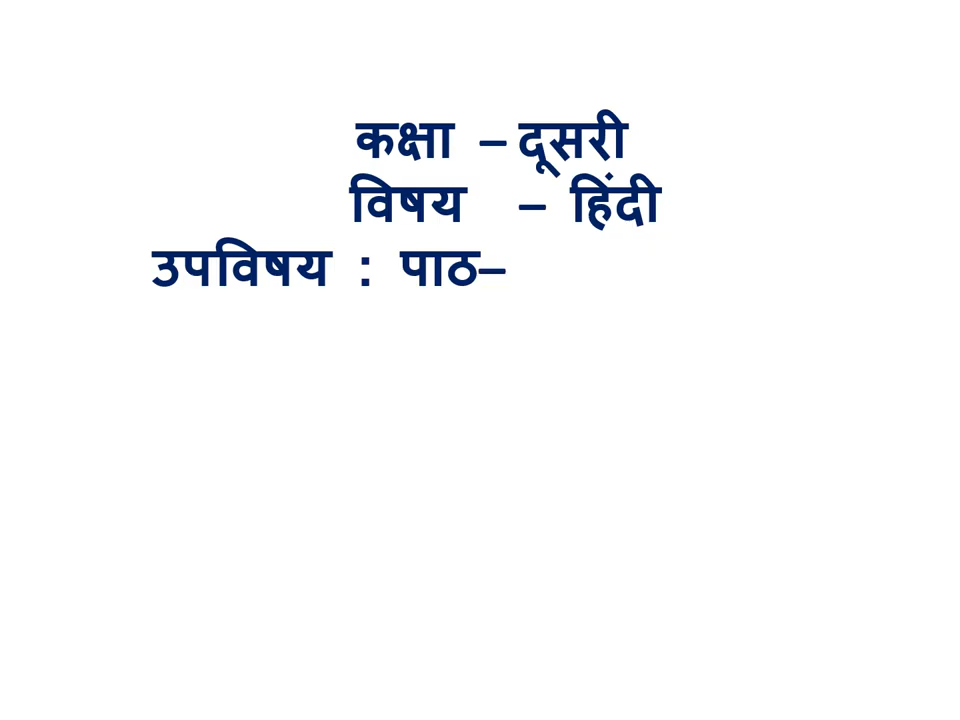 कक्षा – दूसरी
विषय – हिंदी
उपविषय : पाठ–